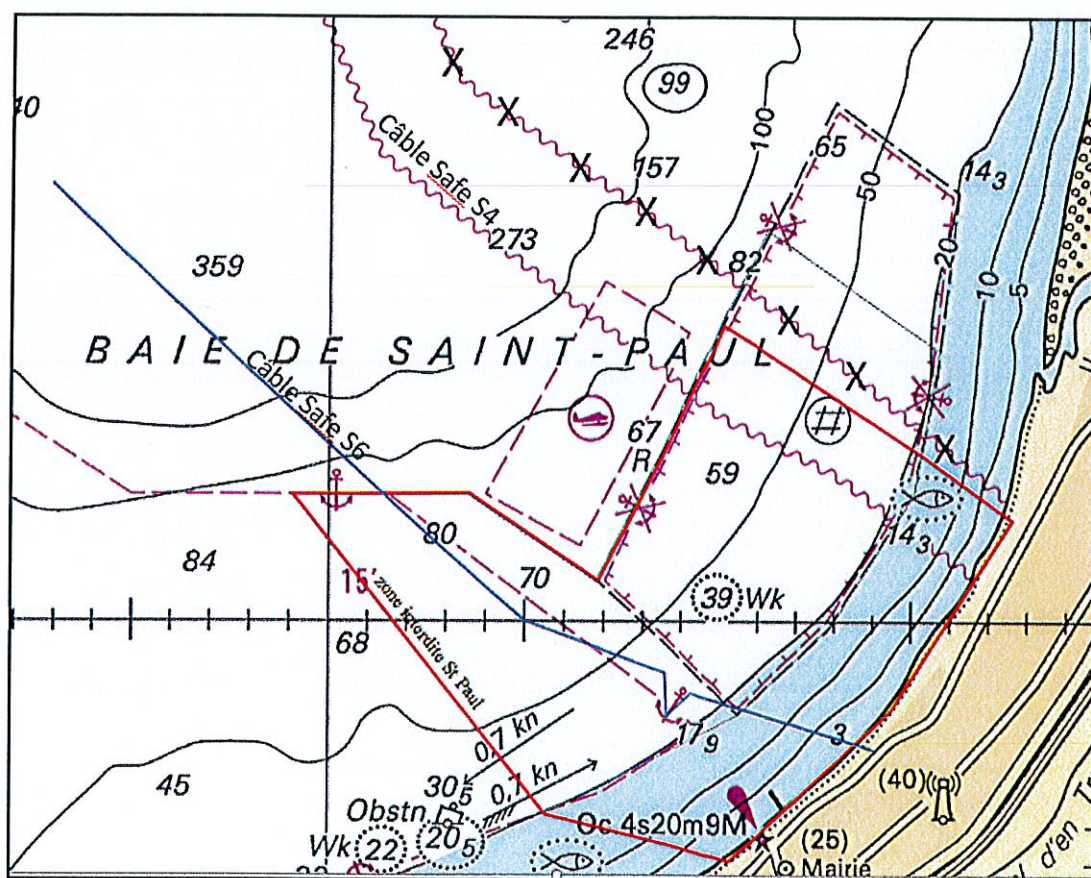 246
99
40
100
65
Câble Safe S4
157
14₃
50
273
20
359
82
10
5
BAIE DE SAINT-PAUL
Câble Safe S6
67
R
59
80
14₃
84
70
15'
39 Wk
zone interdite St Paul
68
17₉
3
0,7 kn
45
30₅
0,7 kn
(40)
Obstn
Oc.4s20m9M
Wk 22
20₅
(25)
Mairie
d'en